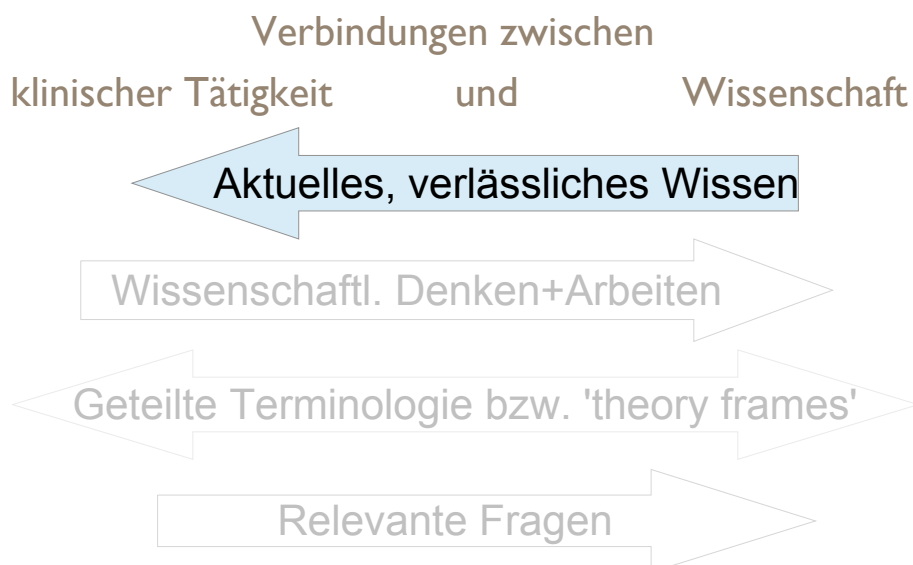 Verbindungen zwischen
klinischer Tätigkeit und Wissenschaft
Aktuelles, verlässliches Wissen
Wissenschaftl. Denken+Arbeiten
Geteilte Terminologie bzw. 'theory frames'
Relevante Fragen